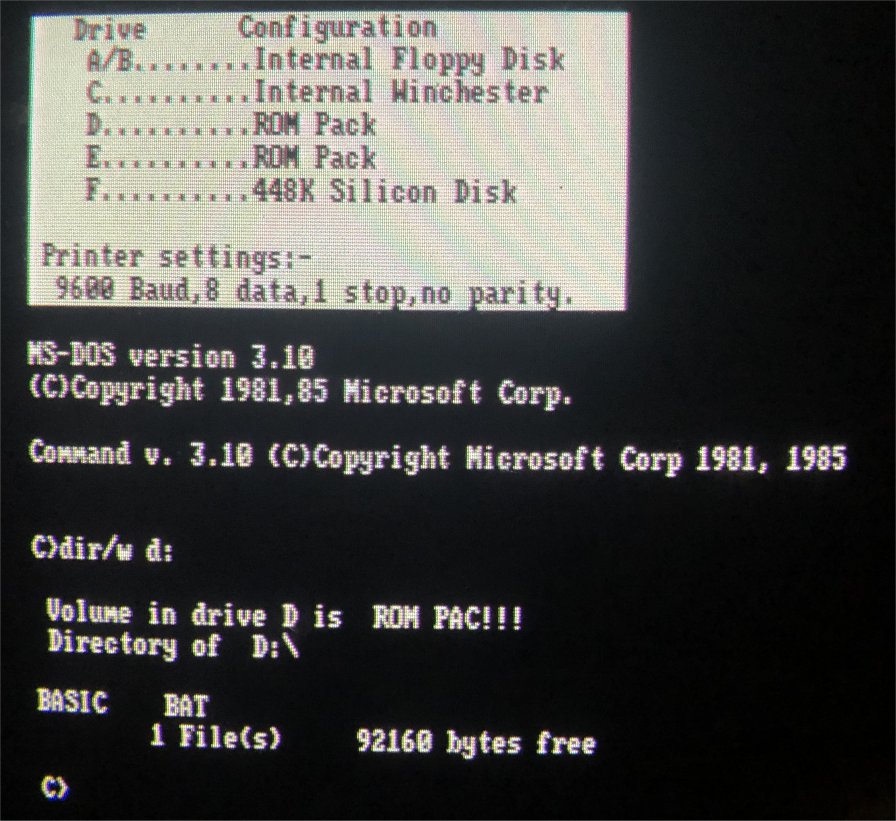 Drive Configuration
A/B........Internal Floppy Disk
C..........Internal Winchester
D..........ROM Pack
E..........ROM Pack
F..........448K Silicon Disk
Printer settings:-
9600 Baud,8 data,1 stop,no parity.
MS-DOS version 3.10
(C)Copyright 1981,85 Microsoft Corp.
Command v. 3.10 (C)Copyright Microsoft Corp 1981, 1985
C>dir/w d:
Volume in drive D is ROM PAC!!!
Directory of D:\
BASIC BAT
1 File(s) 92160 bytes free
C>